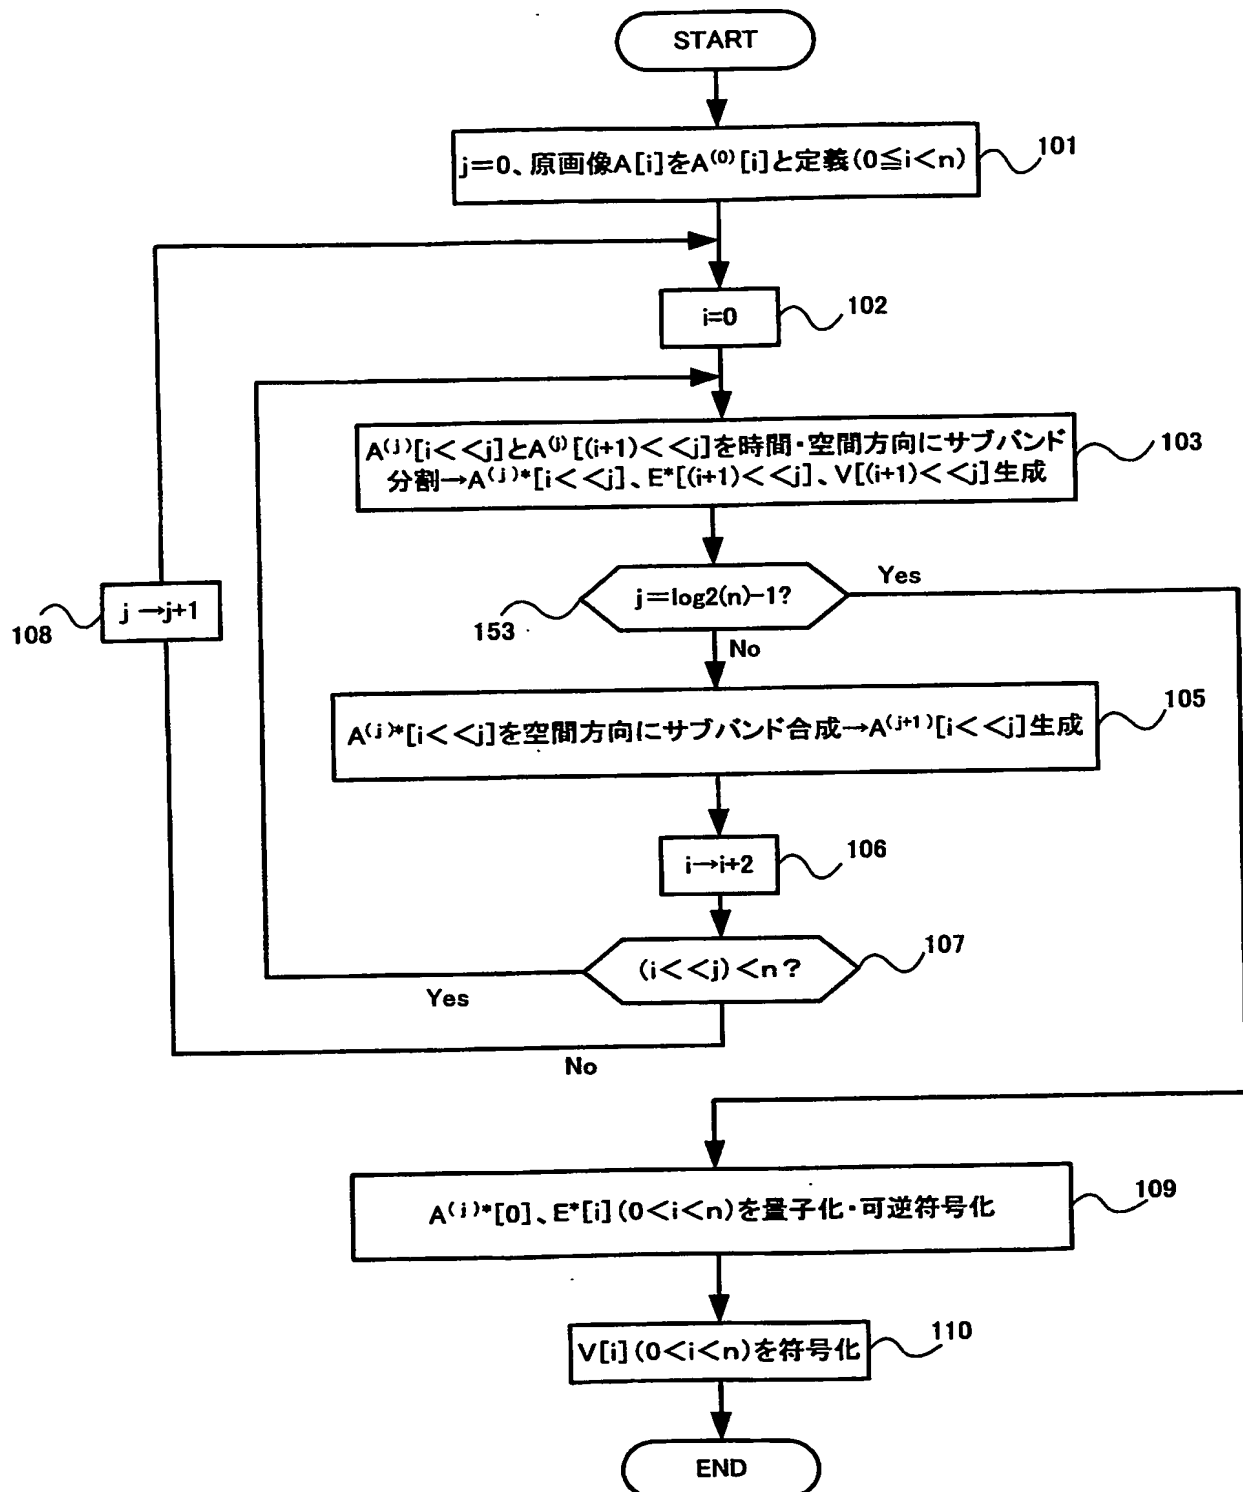 START
j=0、原画像A[i]をA⁽⁰⁾[i]と定義(0≦i<n)
101
i=0
102
A⁽ʲ⁾[i<<j]とA⁽ʲ⁾[(i+1)<<j]を時間・空間方向にサブバンド
分割→A⁽ʲ⁾*[i<<j]、E*[(i+1)<<j]、V[(i+1)<<j]生成
103
j=log2(n)-1?
Yes
153
No
j→j+1
108
A⁽ʲ⁾*[i<<j]を空間方向にサブバンド合成→A⁽ʲ⁺¹⁾[i<<j]生成
105
i→i+2
106
(i<<j)<n?
107
Yes
No
A⁽ʲ⁾*[0]、E*[i](0<i<n)を量子化・可逆符号化
109
V[i](0<i<n)を符号化
110
END